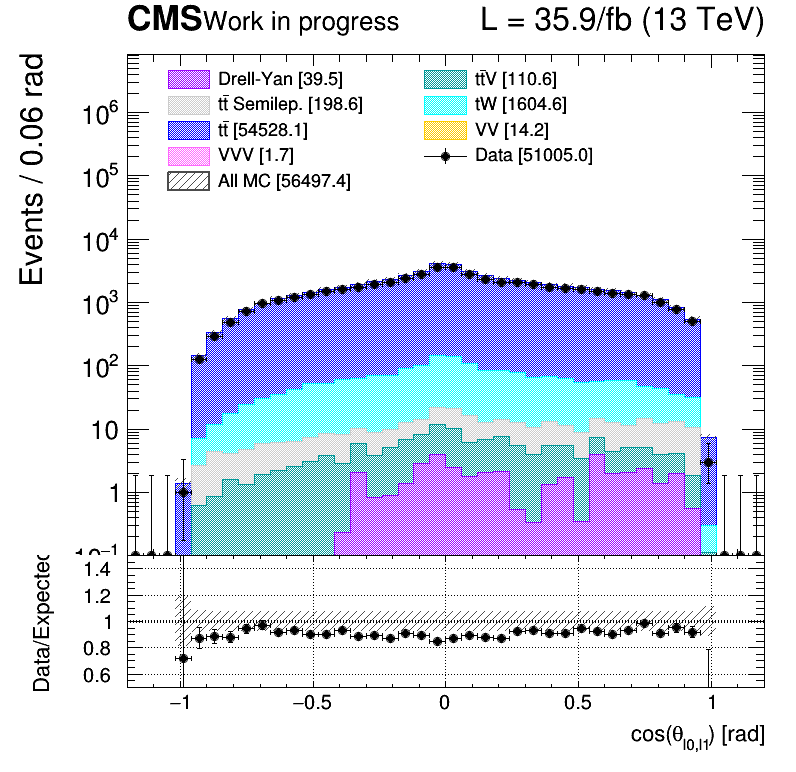 CMS Work in progress L = 35.9/fb (13 TeV)
Events / 0.06 rad
Drell-Yan [39.5]
tt̄V [110.6]
tt̄ Semilep. [198.6]
tW [1604.6]
tt̄ [54528.1]
VV [14.2]
VVV [1.7]
Data [51005.0]
All MC [56497.4]
10⁶
10⁵
10⁴
10³
10²
10
1
10⁻¹
Data/Expected
1.4
1.2
1
0.8
0.6
−1 −0.5 0 0.5 1
cos(θ_l0,l1) [rad]